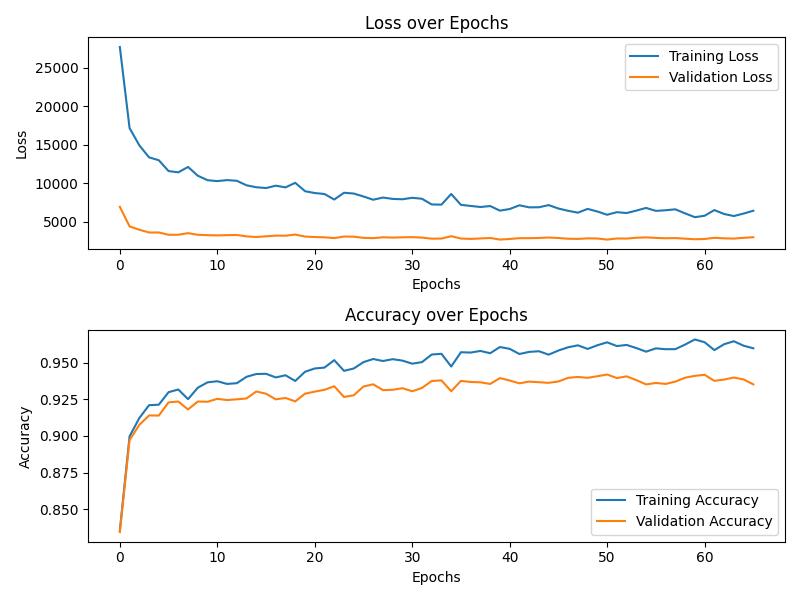 Loss over Epochs
Loss
25000
20000
15000
10000
5000
Training Loss
Validation Loss
0 10 20 30 40 50 60
Epochs
Accuracy over Epochs
Accuracy
0.950
0.925
0.900
0.875
0.850
Training Accuracy
Validation Accuracy
0 10 20 30 40 50 60
Epochs